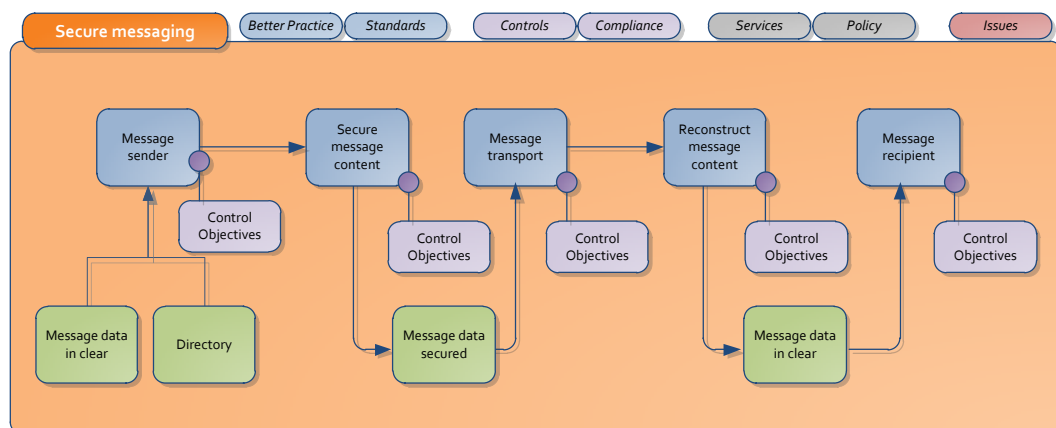 Secure messaging
Better Practice
Standards
Controls
Compliance
Services
Policy
Issues
Message
sender
Secure
message
content
Message
transport
Reconstruct
message
content
Message
recipient
Control
Objectives
Control
Objectives
Control
Objectives
Control
Objectives
Control
Objectives
Message data
in clear
Directory
Message data
secured
Message data
in clear